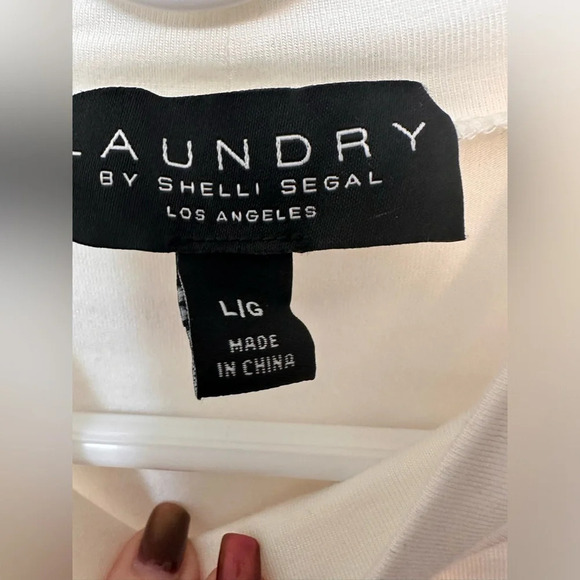 LAUNDRY
BY SHELLI SEGAL
LOS ANGELES
L/G
MADE
IN CHINA